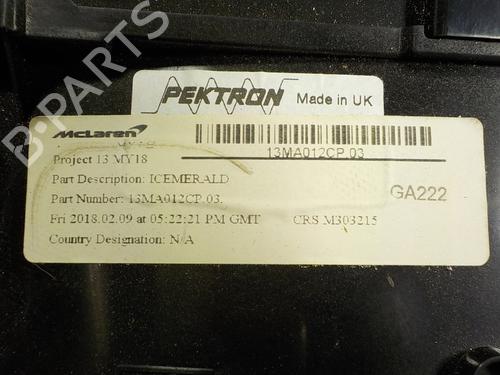 B-PARTS
PEKTRON Made in UK
McLaren
13MA012CP.03
Project 13 MY18
Part Description: ICEMERALD
Part Number: 13MA012CP.03.
GA222
Fri 2018.02.09 at 05:22:21 PM GMT CRS M303215
Country Designation: N/A